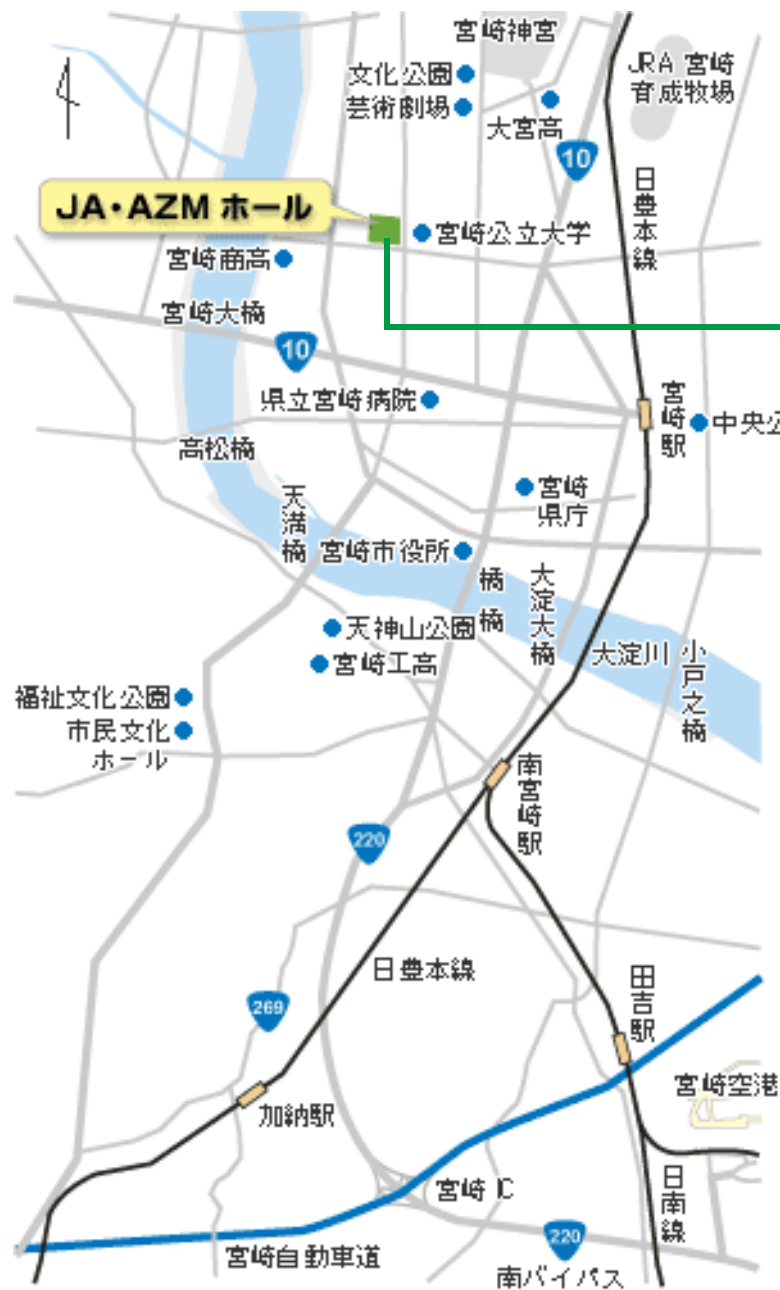 宮崎神宮
文化公園
芸術劇場
大宮高
JRA 宮崎
育成牧場
10
日豊本線
JA・AZM ホール
宮崎公立大学
宮崎商高
宮崎大橋
10
県立宮崎病院
宮崎駅
中央公
高松橋
宮崎
県庁
天満橋
宮崎市役所
橘橋
大淀大橋
天神山公園
宮崎工高
大淀川
小戸之橋
福祉文化公園
市民文化
ホール
南宮崎駅
220
日豊本線
269
田吉駅
宮崎空港
加納駅
宮崎 IC
日南線
220
宮崎自動車道
南バイパス